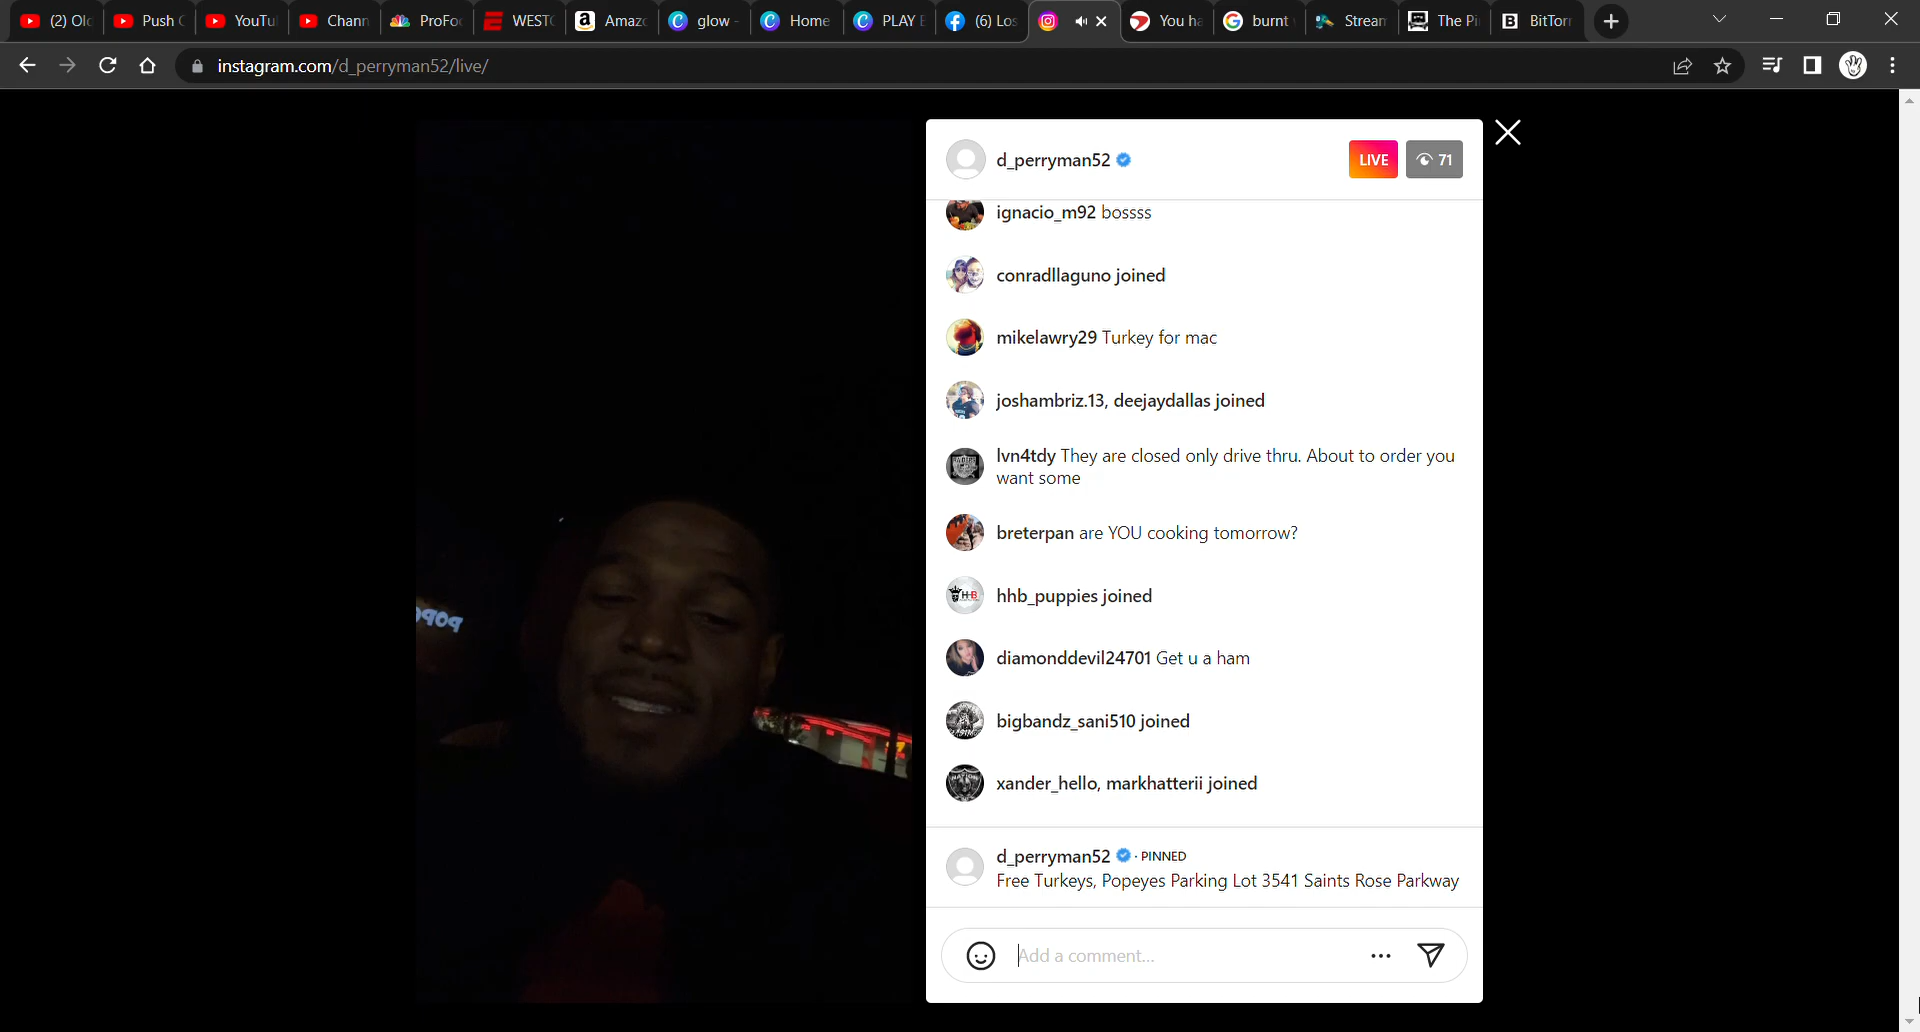 (2) Old
Push
YouTu
Chann
ProFo
WEST
Amaz
glow -
Home
PLAY
(6) Los
You ha
burnt
Stream
The Pi
BitTor
instagram.com/d_perryman52/live/
d_perryman52
LIVE
71
ignacio_m92 bossss
conradllaguno joined
mikelawry29 Turkey for mac
joshambriz.13, deejaydallas joined
lvn4tdy They are closed only drive thru. About to order you
want some
breterpan are YOU cooking tomorrow?
hhb_puppies joined
diamonddevil24701 Get u a ham
bigbandz_sani510 joined
xander_hello, markhatterii joined
d_perryman52 · PINNED
Free Turkeys, Popeyes Parking Lot 3541 Saints Rose Parkway
Add a comment...